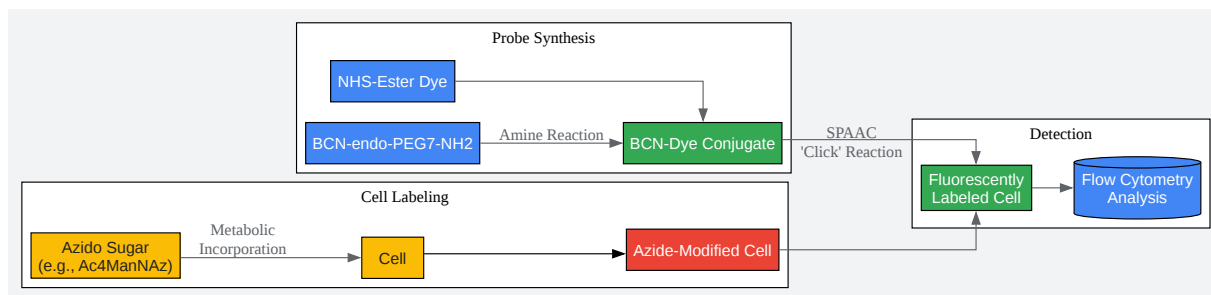 Probe Synthesis
NHS-Ester Dye
BCN-endo-PEG7-NH2
Amine Reaction
BCN-Dye Conjugate
SPAAC
'Click' Reaction
Cell Labeling
Azido Sugar
(e.g., Ac4ManNAz)
Metabolic
Incorporation
Cell
Azide-Modified Cell
Detection
Fluorescently
Labeled Cell
Flow Cytometry
Analysis